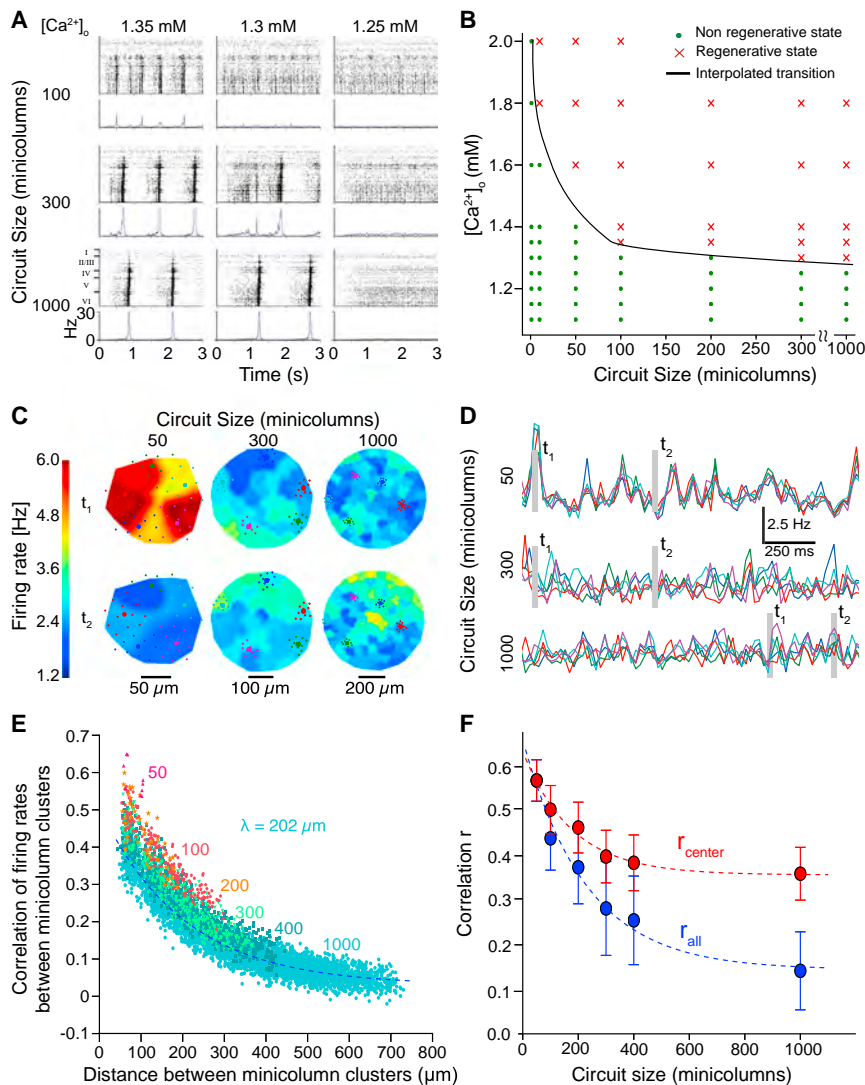 A
[Ca²⁺]ₒ
1.35 mM
1.3 mM
1.25 mM
Circuit Size (minicolumns)
100
300
I
II/III
IV
V
VI
1000
30
Hz
0
0 1 2 3
0 1 2 3
0 1 2 3
Time (s)
B
Non regenerative state
Regenerative state
Interpolated transition
[Ca²⁺]ₒ (mM)
2.0
1.8
1.6
1.4
1.2
0 50 100 200 300 1000
Circuit Size (minicolumns)
C
Circuit Size (minicolumns)
50 300 1000
Firing rate [Hz]
6.0
4.8
3.6
2.4
1.2
t₁
t₂
50 µm
100 µm
200 µm
D
Circuit Size (minicolumns)
50
t₁
t₂
2.5 Hz
250 ms
300
t₁
t₂
1000
t₁
t₂
E
Correlation of firing rates
between minicolumn clusters
0.7
0.6
0.5
0.4
0.3
0.2
0.1
0
-0.1
50
λ = 202 µm
100
200
300
400
1000
0 100 200 300 400 500 600 700 800
Distance between minicolumn clusters (µm)
F
Correlation r
0.6
0.5
0.4
0.3
0.2
0.1
0.0
r center
r all
0 200 400 600 800 1000
Circuit size (minicolumns)